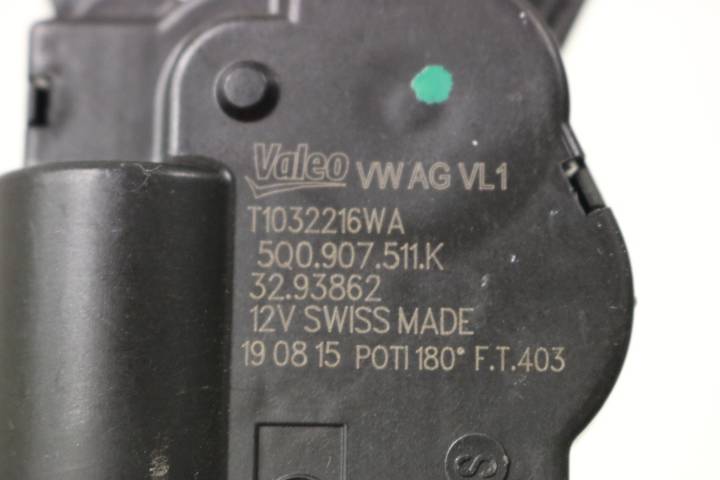 Valeo VW AG VL1
T1032216WA
5Q0.907.511.K
32.93862
12V SWISS MADE
19 08 15 POTI 180° F.T.403
S